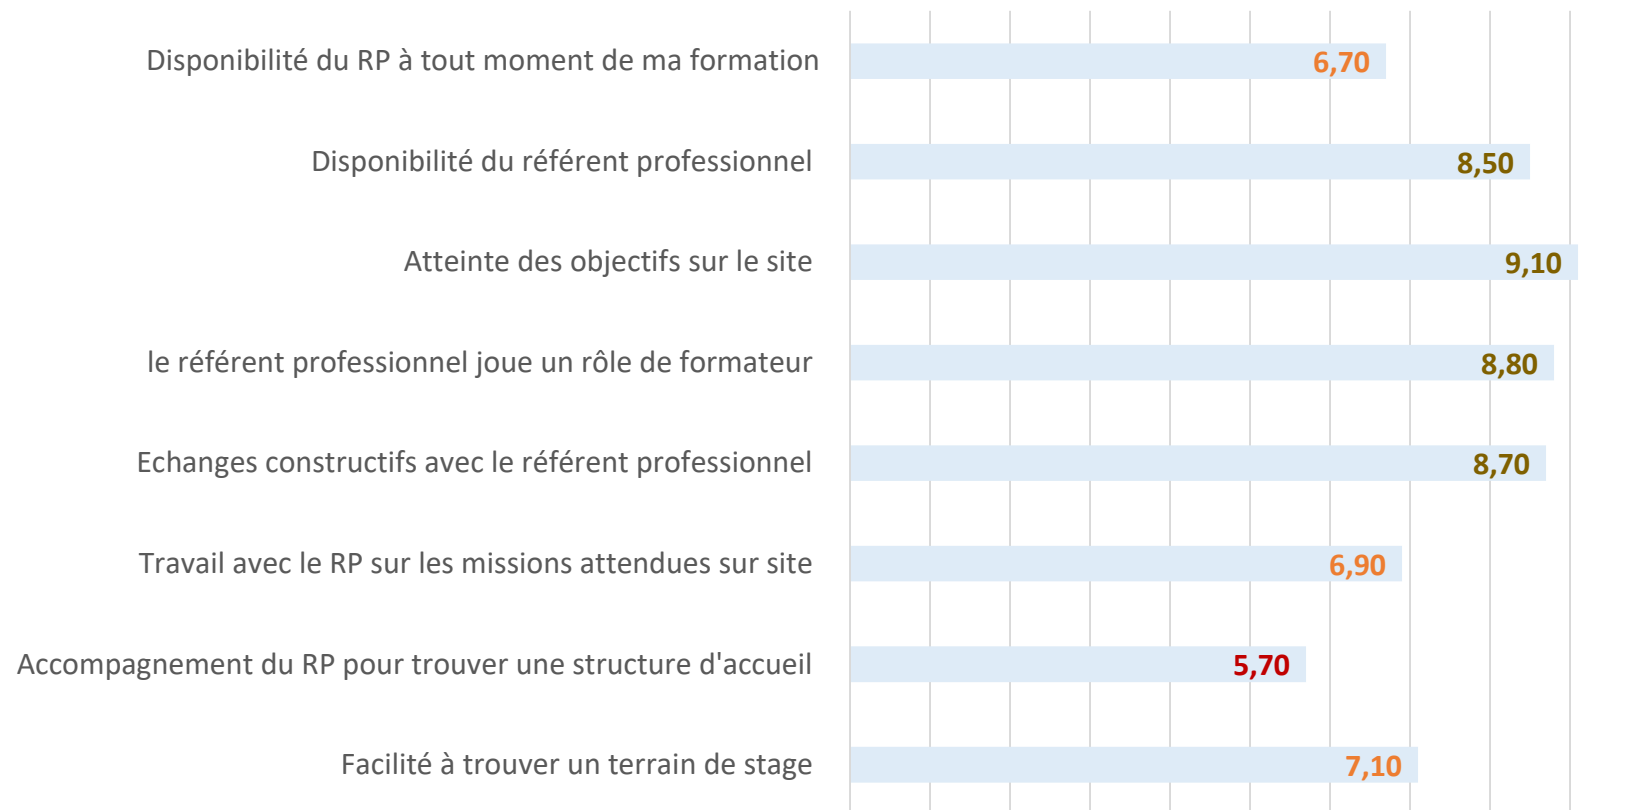 Disponibilité du RP à tout moment de ma formation 6,70
Disponibilité du référent professionnel 8,50
Atteinte des objectifs sur le site 9,10
le référent professionnel joue un rôle de formateur 8,80
Echanges constructifs avec le référent professionnel 8,70
Travail avec le RP sur les missions attendues sur site 6,90
Accompagnement du RP pour trouver une structure d'accueil 5,70
Facilité à trouver un terrain de stage 7,10